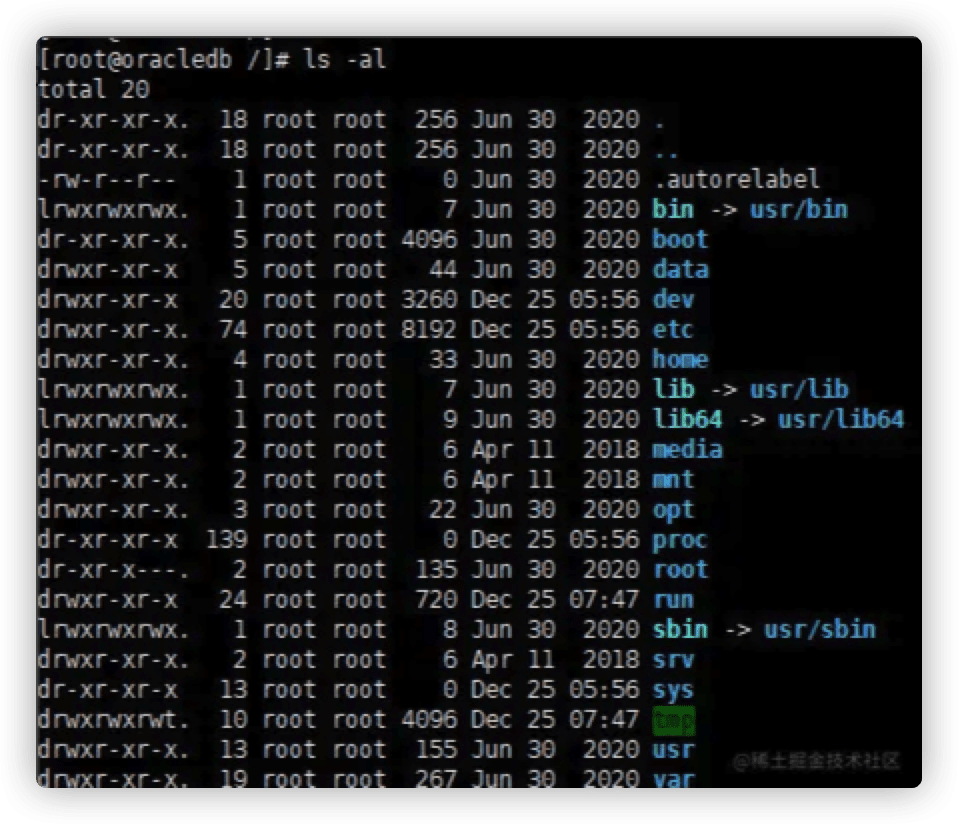 [root@oracledb /]# ls -al
total 20
dr-xr-xr-x.  18 root root  256 Jun 30  2020 .
dr-xr-xr-x.  18 root root  256 Jun 30  2020 ..
-rw-r--r--    1 root root    0 Jun 30  2020 .autorelabel
lrwxrwxrwx.   1 root root    7 Jun 30  2020 bin -> usr/bin
dr-xr-xr-x.   5 root root 4096 Jun 30  2020 boot
drwxr-xr-x    5 root root   44 Jun 30  2020 data
drwxr-xr-x   20 root root 3260 Dec 25 05:56 dev
drwxr-xr-x.  74 root root 8192 Dec 25 05:56 etc
drwxr-xr-x.   4 root root   33 Jun 30  2020 home
lrwxrwxrwx.   1 root root    7 Jun 30  2020 lib -> usr/lib
lrwxrwxrwx.   1 root root    9 Jun 30  2020 lib64 -> usr/lib64
drwxr-xr-x.   2 root root    6 Apr 11  2018 media
drwxr-xr-x.   2 root root    6 Apr 11  2018 mnt
drwxr-xr-x.   3 root root   22 Jun 30  2020 opt
dr-xr-xr-x  139 root root    0 Dec 25 05:56 proc
dr-xr-x---.   2 root root  135 Jun 30  2020 root
drwxr-xr-x   24 root root  720 Dec 25 07:47 run
lrwxrwxrwx.   1 root root    8 Jun 30  2020 sbin -> usr/sbin
drwxr-xr-x.   2 root root    6 Apr 11  2018 srv
dr-xr-xr-x   13 root root    0 Dec 25 05:56 sys
drwxrwxrwt.  10 root root 4096 Dec 25 07:47 tmp
drwxr-xr-x.  13 root root  155 Jun 30  2020 usr
drwxr-xr-x.  19 root root  267 Jun 30  2020 var
@稀土掘金技术社区